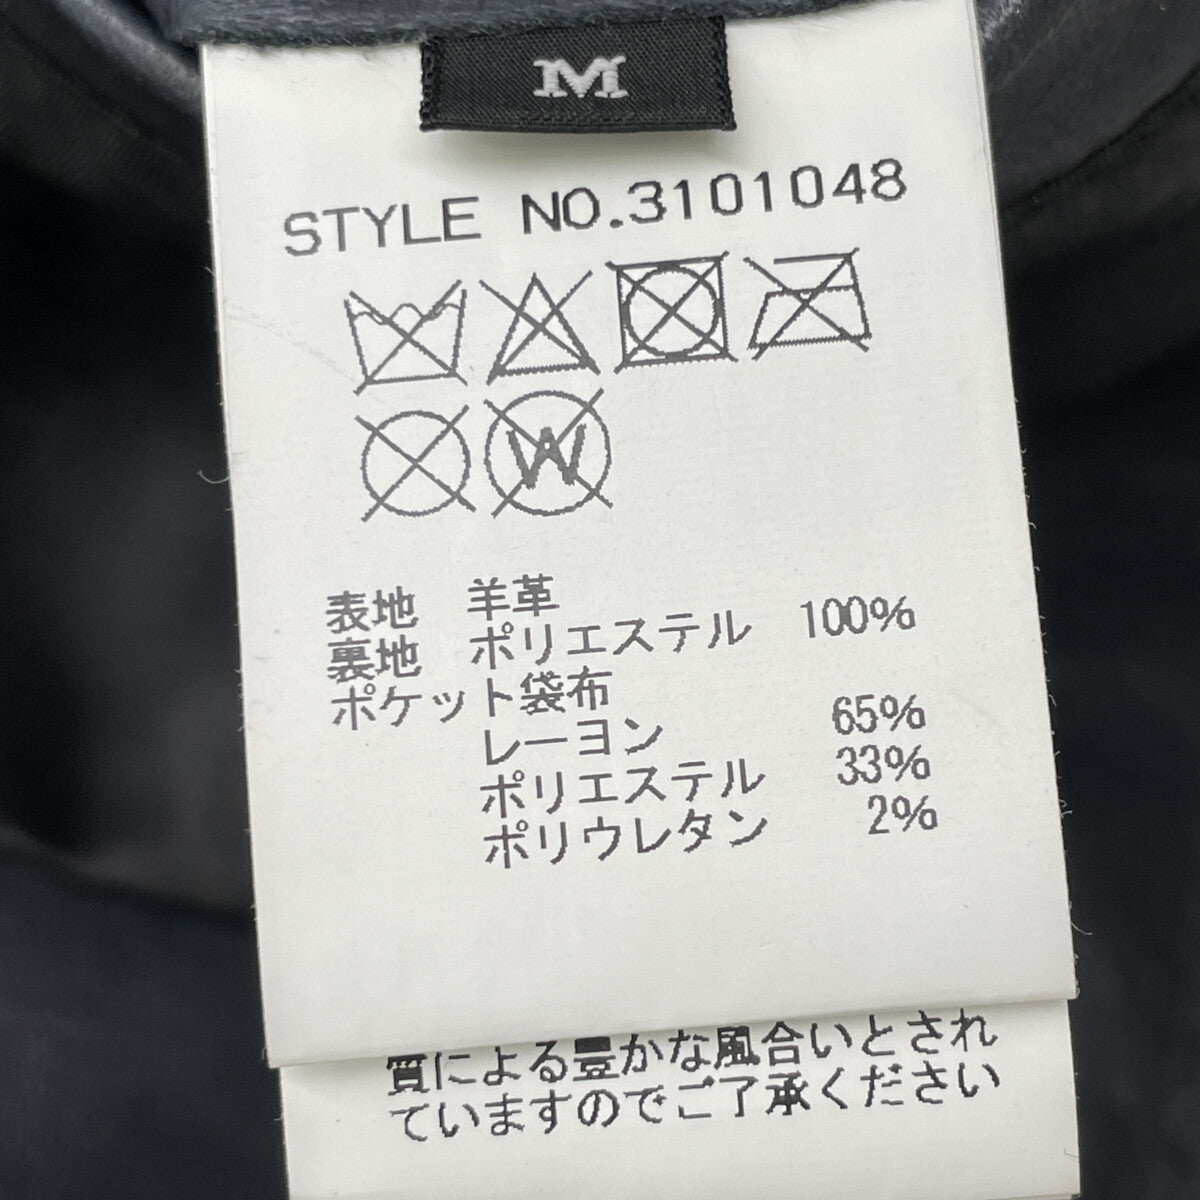 M
STYLE NO.3101048
W
表地 羊革
裏地 ポリエステル 100%
ポケット袋布
レーヨン 65%
ポリエステル 33%
ポリウレタン 2%
質による豊かな風合いとされ
ていますのでご了承ください